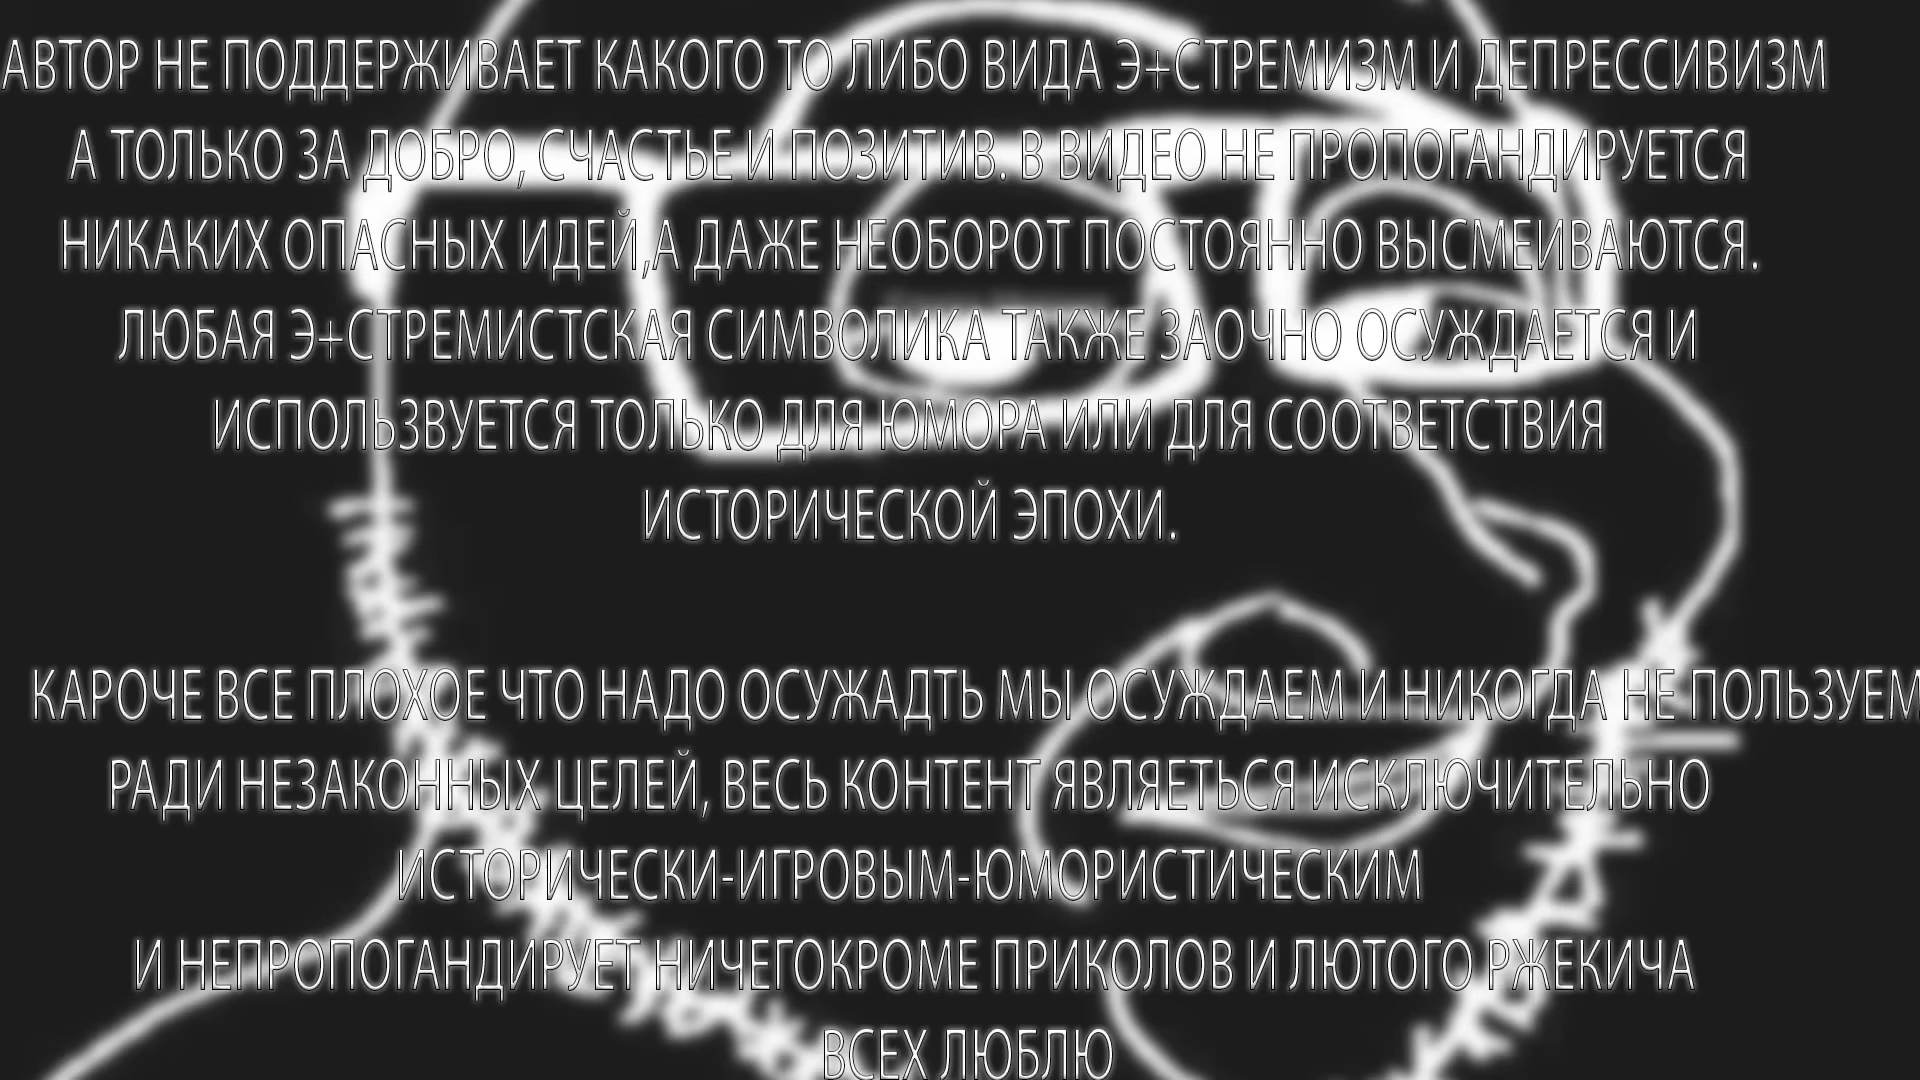 АВТОР НЕ ПОДДЕРЖИВАЕТ КАКОГО ТО ЛИБО ВИДА Э+СТРЕМИЗМ И ДЕПРЕССИВИЗМ
А ТОЛЬКО ЗА ДОБРО, СЧАСТЬЕ И ПОЗИТИВ. В ВИДЕО НЕ ПРОПОГАНДИРУЕТСЯ
НИКАКИХ ОПАСНЫХ ИДЕЙ,А ДАЖЕ НЕОБОРОТ ПОСТОЯННО ВЫСМЕИВАЮТСЯ.
ЛЮБАЯ Э+СТРЕМИСТСКАЯ СИМВОЛИКА ТАКЖЕ ЗАОЧНО ОСУЖДАЕТСЯ И
ИСПОЛЬЗВУЕТСЯ ТОЛЬКО ДЛЯ ЮМОРА ИЛИ ДЛЯ СООТВЕТСТВИЯ
ИСТОРИЧЕСКОЙ ЭПОХИ.
КАРОЧЕ ВСЕ ПЛОХОЕ ЧТО НАДО ОСУЖАДТЬ МЫ ОСУЖДАЕМ И НИКОГДА НЕ ПОЛЬЗУЕМ
РАДИ НЕЗАКОННЫХ ЦЕЛЕЙ, ВЕСЬ КОНТЕНТ ЯВЛЯЕТЬСЯ ИСКЛЮЧИТЕЛЬНО
ИСТОРИЧЕСКИ-ИГРОВЫМ-ЮМОРИСТИЧЕСКИМ
И НЕПРОПОГАНДИРУЕТ НИЧЕГОКРОМЕ ПРИКОЛОВ И ЛЮТОГО РЖЕКИЧА
ВСЕХ ЛЮБЛЮ